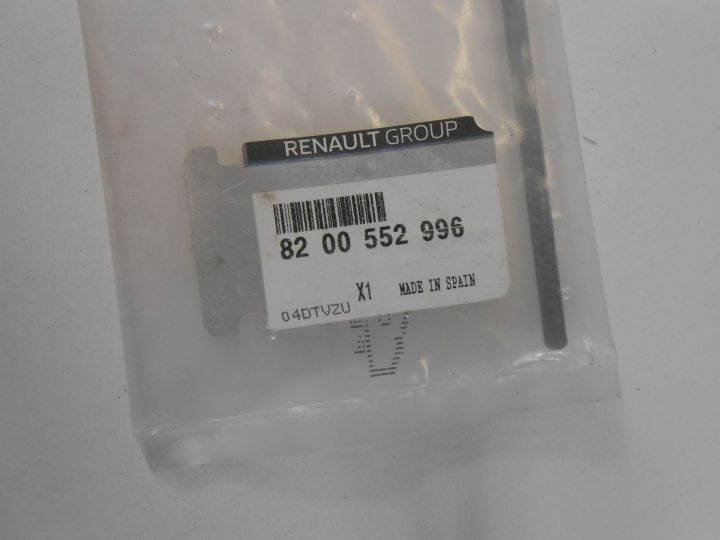 RENAULT GROUP
82 00 552 996
X1 MADE IN SPAIN
04DTVZU